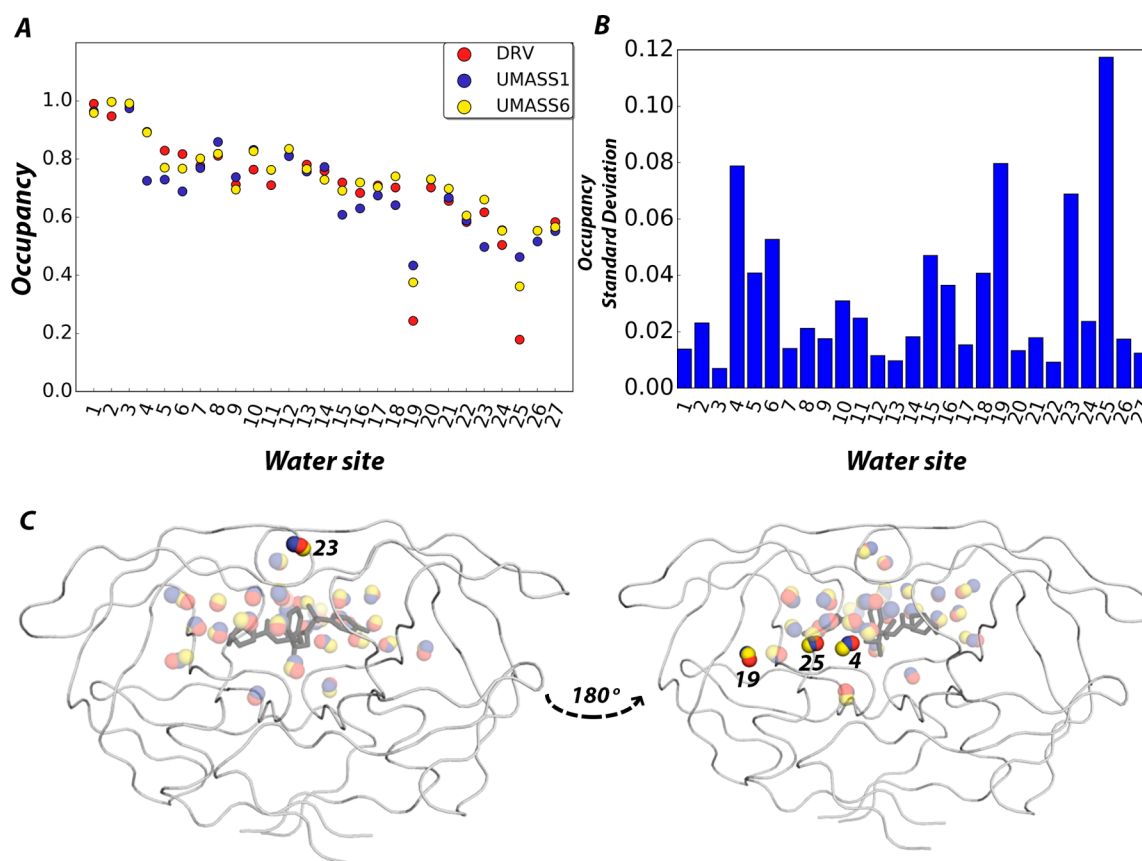 A
DRV
UMASS1
UMASS6
1.0
0.8
0.6
0.4
0.2
0.0
Occupancy
1 2 3 4 5 6 7 8 9 10 11 12 13 14 15 16 17 18 19 20 21 22 23 24 25 26 27
Water site
B
0.12
0.10
0.08
0.06
0.04
0.02
0.00
Occupancy
Standard Deviation
1 2 3 4 5 6 7 8 9 10 11 12 13 14 15 16 17 18 19 20 21 22 23 24 25 26 27
Water site
C
23
180°
19
25
4